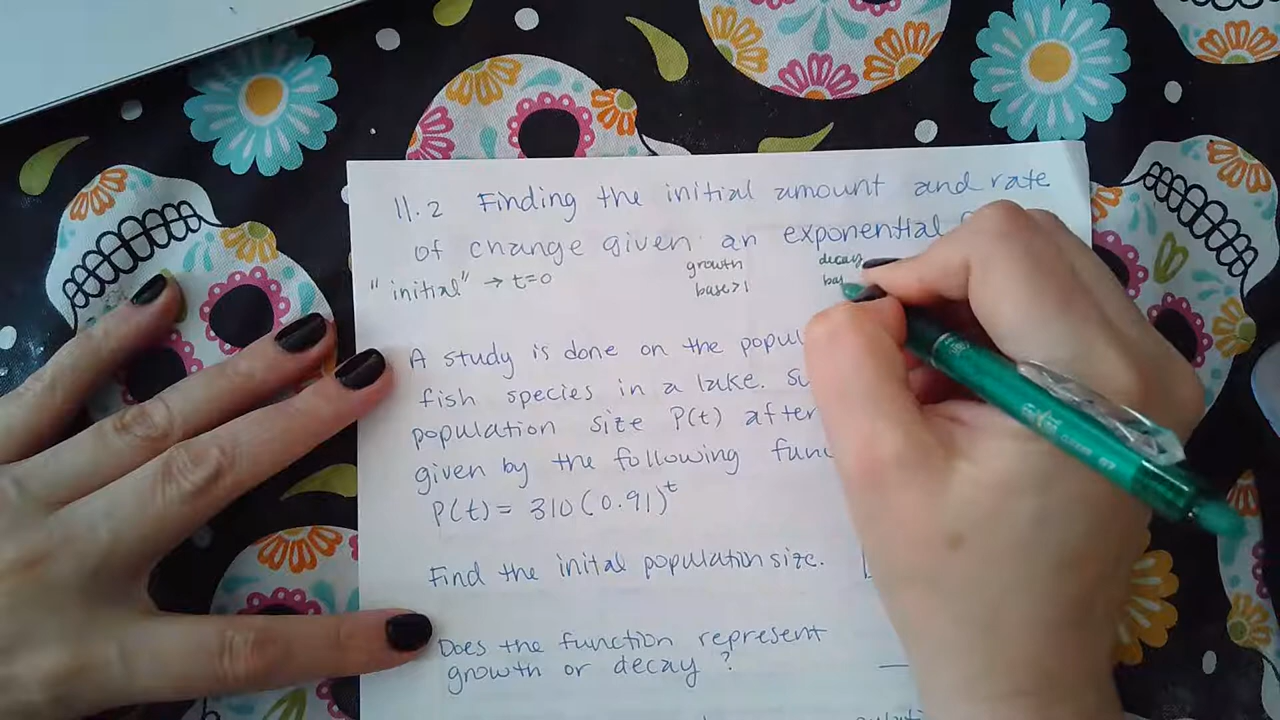 11.2 Finding the initial amount and rate
of change given an exponential
"initial" → t=0
growth
base>1
decay
A study is done on the
fish species in a lake.
population size P(t) after
given by the following
P(t) = 310(0.91)^t
Find the inital population size.
Does the function represent
growth or decay ?